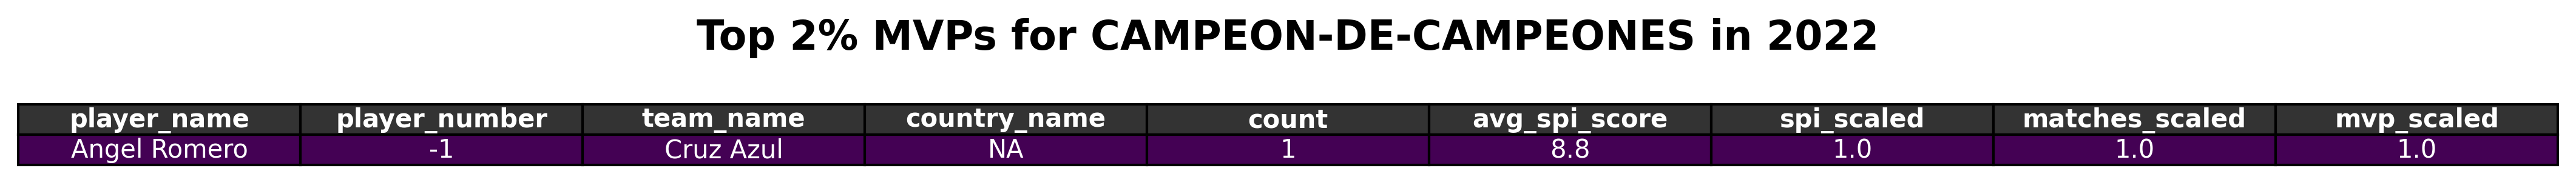 Top 2% MVPs for CAMPEON-DE-CAMPEONES in 2022
player_name player_number team_name country_name count avg_spi_score spi_scaled matches_scaled mvp_scaled
Angel Romero -1 Cruz Azul NA 1 8.8 1.0 1.0 1.0